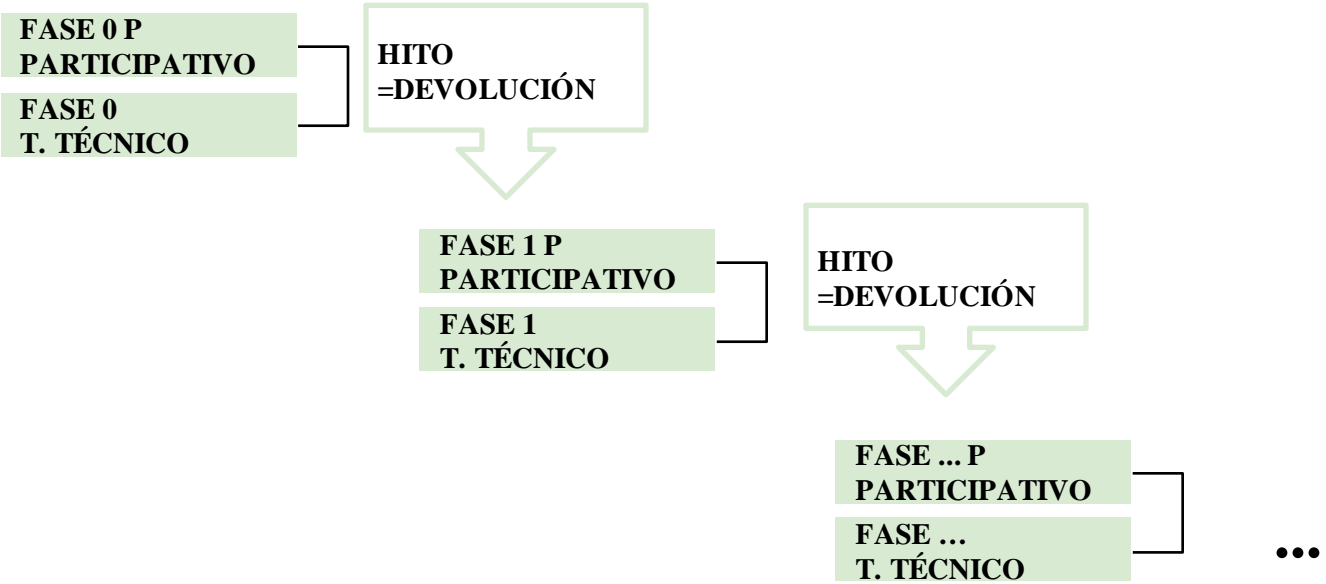 FASE 0 P
PARTICIPATIVO
FASE 0
T. TÉCNICO
HITO
=DEVOLUCIÓN
FASE 1 P
PARTICIPATIVO
FASE 1
T. TÉCNICO
HITO
=DEVOLUCIÓN
FASE ... P
PARTICIPATIVO
FASE …
T. TÉCNICO
...